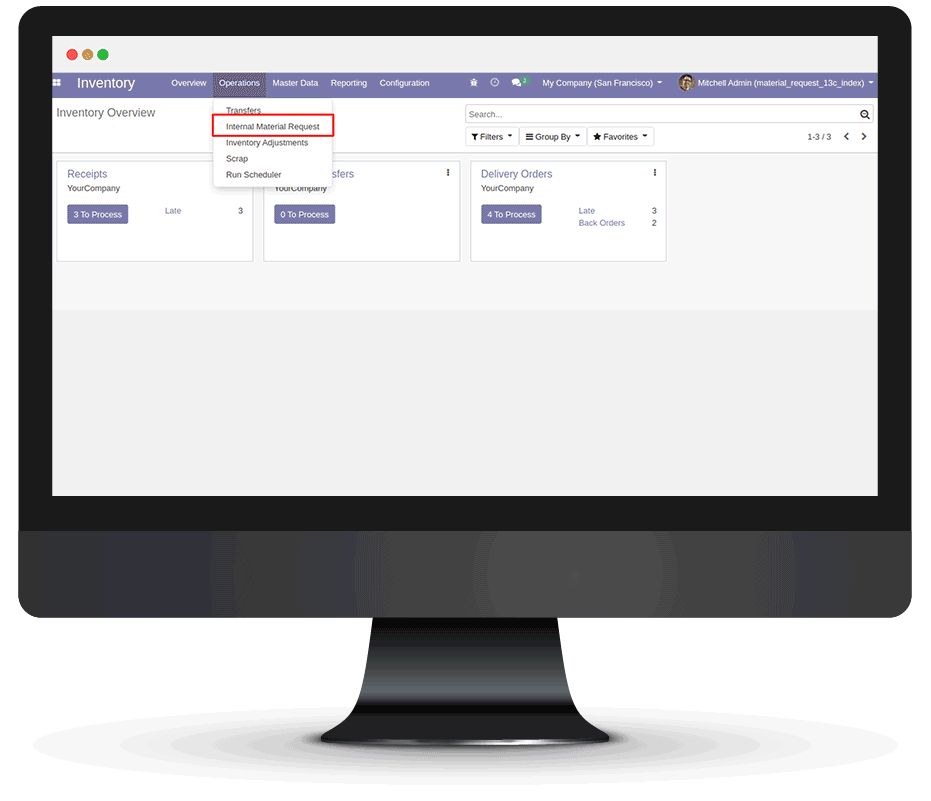 Inventory Overview Operations Master Data Reporting Configuration 2 My Company (San Francisco) Mitchell Admin (material_request_13c_index)
Inventory Overview
Transfers
Internal Material Request
Inventory Adjustments
Scrap
Run Scheduler
Search...
Filters Group By Favorites 1-3 / 3
Receipts
YourCompany
3 To Process Late 3
sfers
YourCompany
0 To Process
Delivery Orders
YourCompany
4 To Process Late 3
Back Orders 2